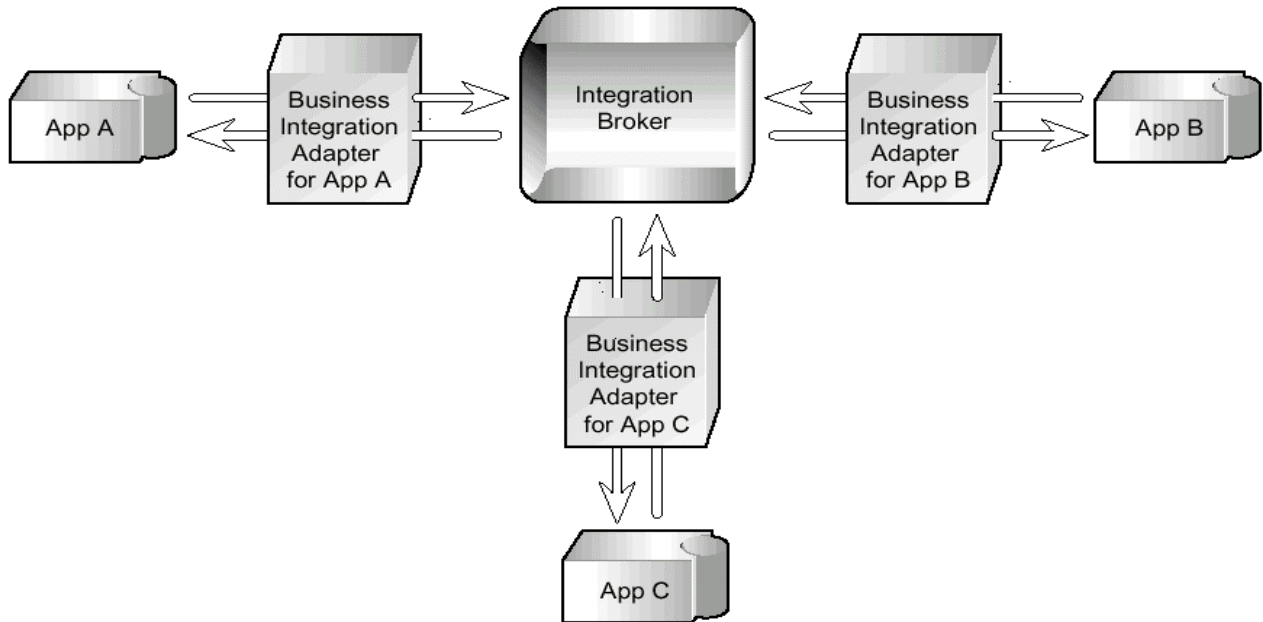 App A
Business
Integration
Adapter
for App A
Integration
Broker
Business
Integration
Adapter
for App B
App B
Business
Integration
Adapter
for App C
App C